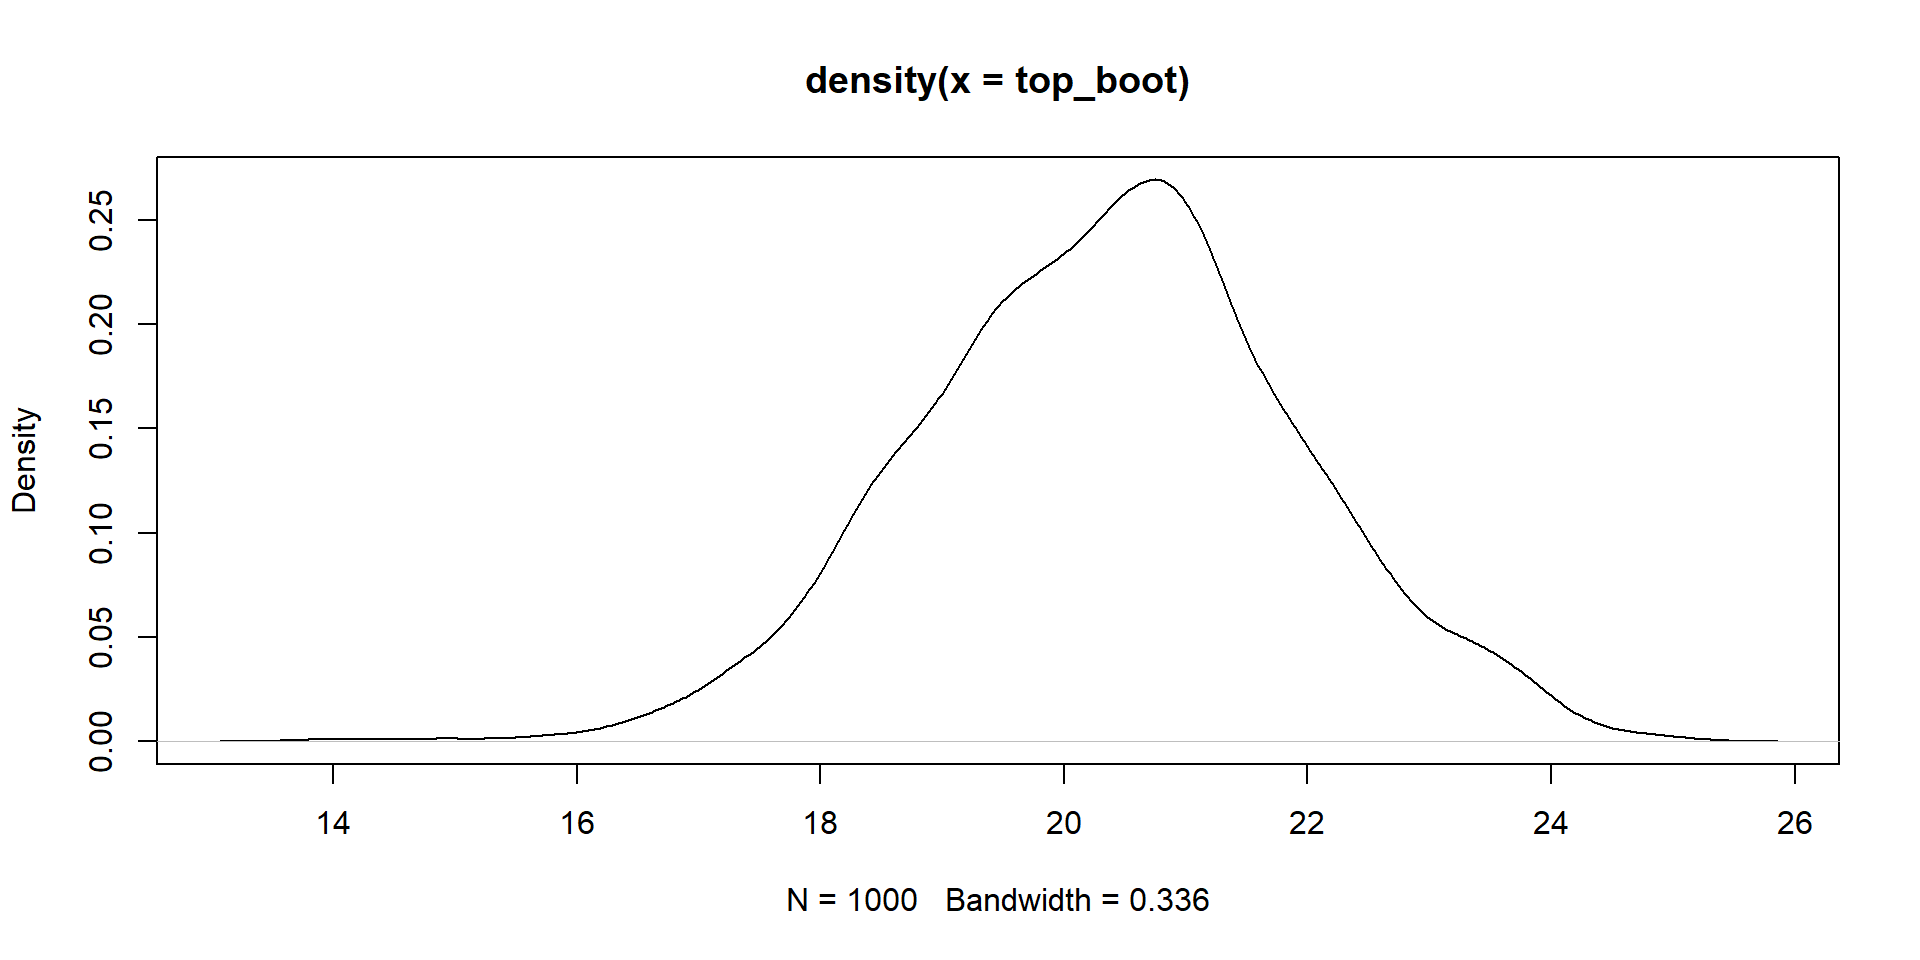 density(x = top_boot)
Density
0.25
0.20
0.15
0.10
0.05
0.00
14 16 18 20 22 24 26
N = 1000 Bandwidth = 0.336